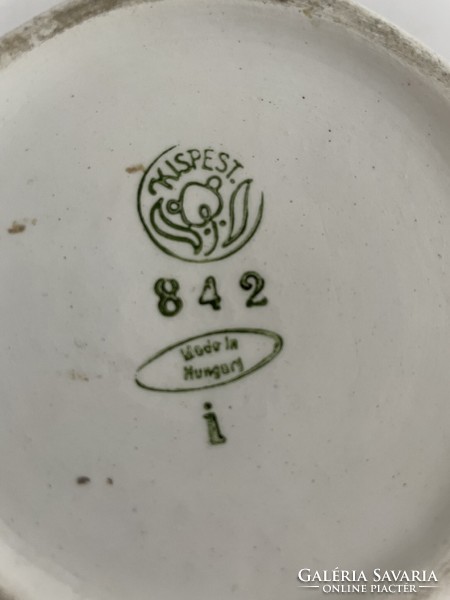 KISPEST.
842
Made in
Hungary
i
GALÉRIA SAVARIA
ONLINE PIACTÉR